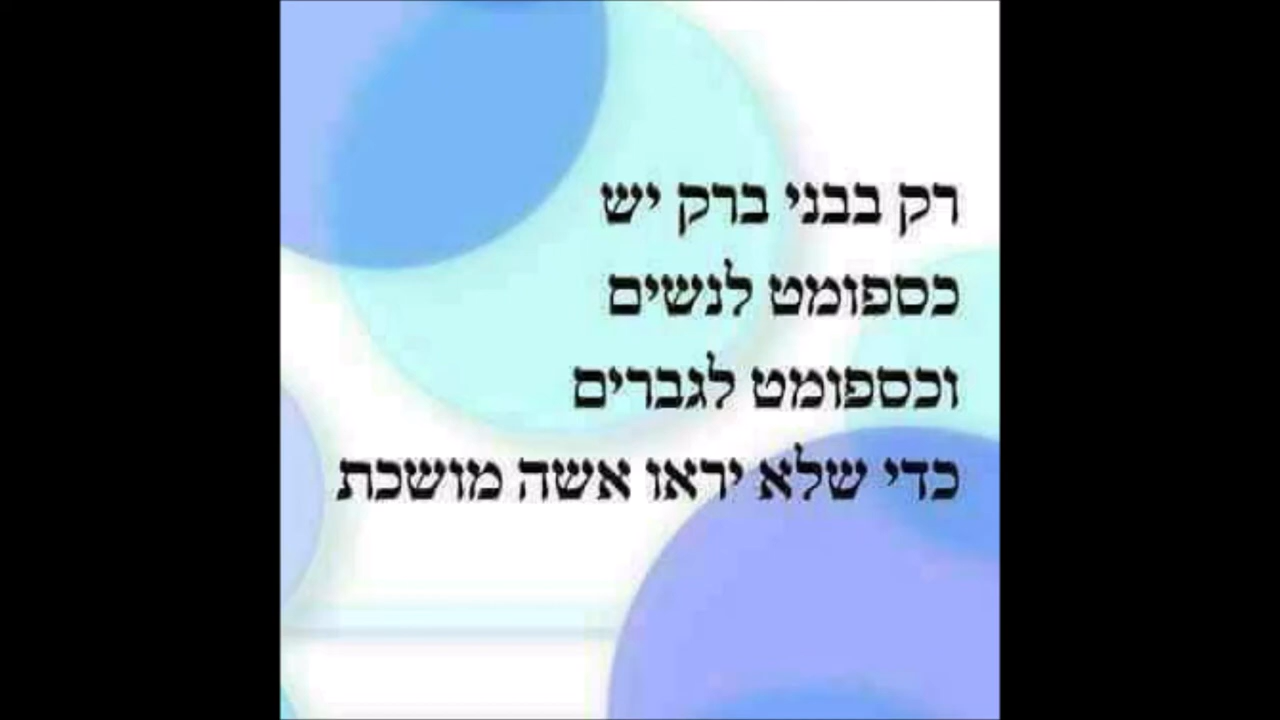 רק בבני ברק יש
כספומט לנשים
וכספומט לגברים
כדי שלא יראו אשה מושכת